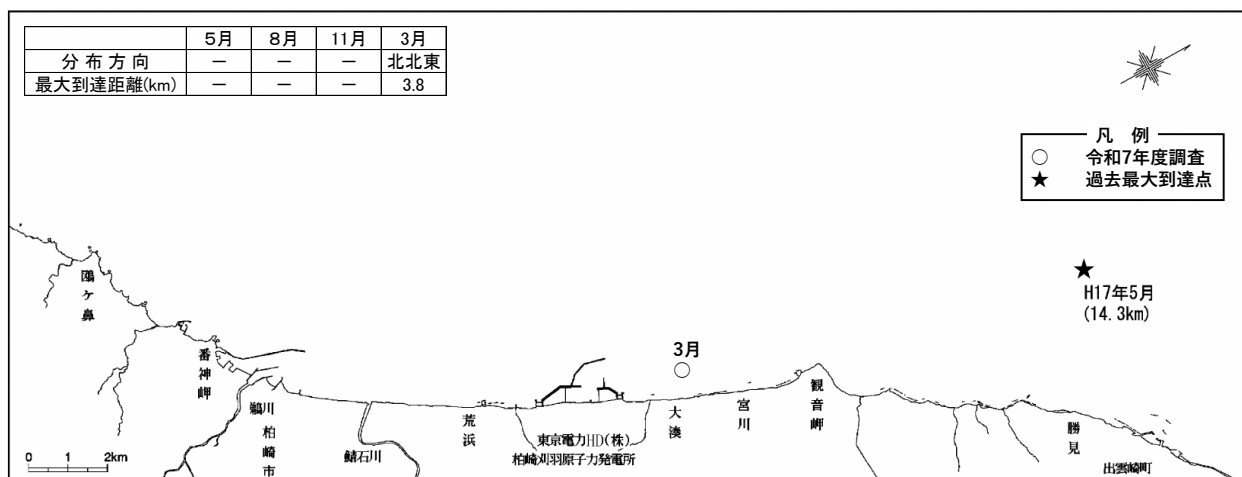 5月 8月 11月 3月
分布方向 － － － 北北東
最大到達距離(km) － － － 3.8
凡 例
○ 令和7年度調査
★ 過去最大到達点
H17年5月
(14.3km)
3月
鴎ケ鼻
番神岬
鵜川
柏崎市
鯖石川
荒浜
東京電力HD(株)
柏崎刈羽原子力発電所
大湊
宮川
観音岬
勝見
出雲崎町
0 1 2km